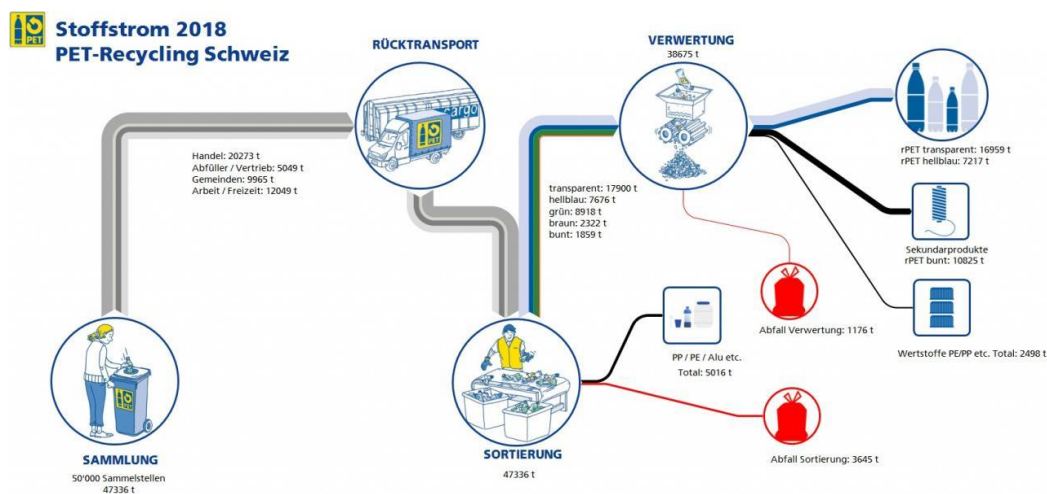 PET
Stoffstrom 2018
PET-Recycling Schweiz
RÜCKTRANSPORT
cargo
PET
Handel: 20273 t
Abfüller / Vertrieb: 5049 t
Gemeinden: 9965 t
Arbeit / Freizeit: 12049 t
VERWERTUNG
38675 t
transparent: 17900 t
hellblau: 7676 t
grün: 8918 t
braun: 2322 t
bunt: 1859 t
rPET transparent: 16959 t
rPET hellblau: 7217 t
Sekundarprodukte
rPET bunt: 10825 t
Abfall Verwertung: 1176 t
Wertstoffe PE/PP etc. Total: 2498 t
PP / PE / Alu etc.
Total: 5016 t
Abfall Sortierung: 3645 t
PET
SAMMLUNG
50'000 Sammelstellen
47336 t
SORTIERUNG
47336 t